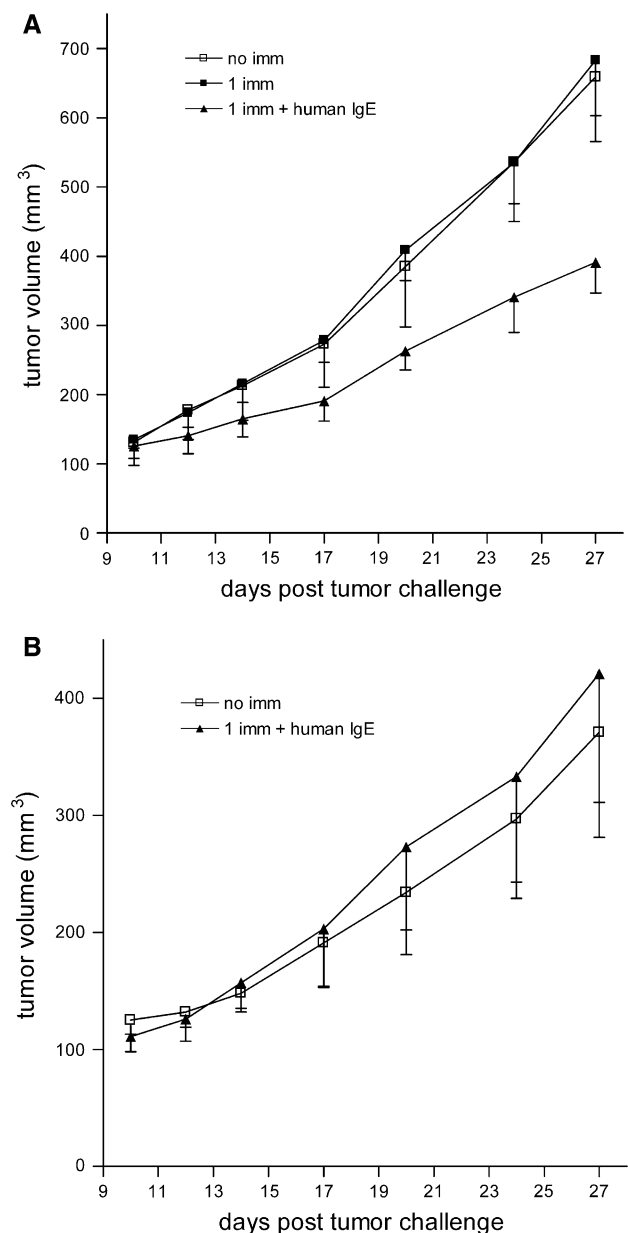 A
700
600
500
400
300
200
100
0
tumor volume (mm³)
no imm
1 imm
1 imm + human IgE
9 11 13 15 17 19 21 23 25 27
days post tumor challenge
B
400
300
200
100
0
tumor volume (mm³)
no imm
1 imm + human IgE
9 11 13 15 17 19 21 23 25 27
days post tumor challenge